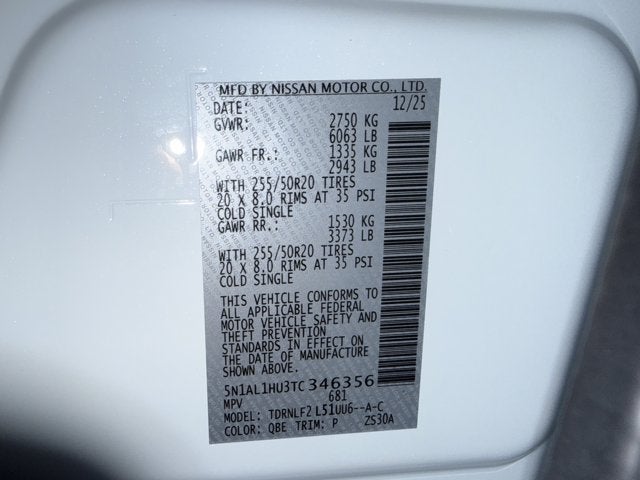 MFD BY NISSAN MOTOR CO., LTD.
DATE: 12/25
GVWR: 2750 KG
6063 LB
GAWR FR.: 1335 KG
2943 LB
WITH 255/50R20 TIRES
20 X 8.0 RIMS AT 35 PSI
COLD SINGLE
GAWR RR.: 1530 KG
3373 LB
WITH 255/50R20 TIRES
20 X 8.0 RIMS AT 35 PSI
COLD SINGLE
THIS VEHICLE CONFORMS TO
ALL APPLICABLE FEDERAL
MOTOR VEHICLE SAFETY AND
THEFT PREVENTION
STANDARDS IN EFFECT ON
THE DATE OF MANUFACTURE
SHOWN ABOVE.
5N1AL1HU3TC346356
MPV 681
MODEL: TDRNLF2 L51UU6--A-C
COLOR: QBE TRIM: P ZS30A